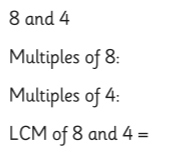 8 and 4
Multiples of 8:
Multiples of 4:
LCM of 8 and 4 =